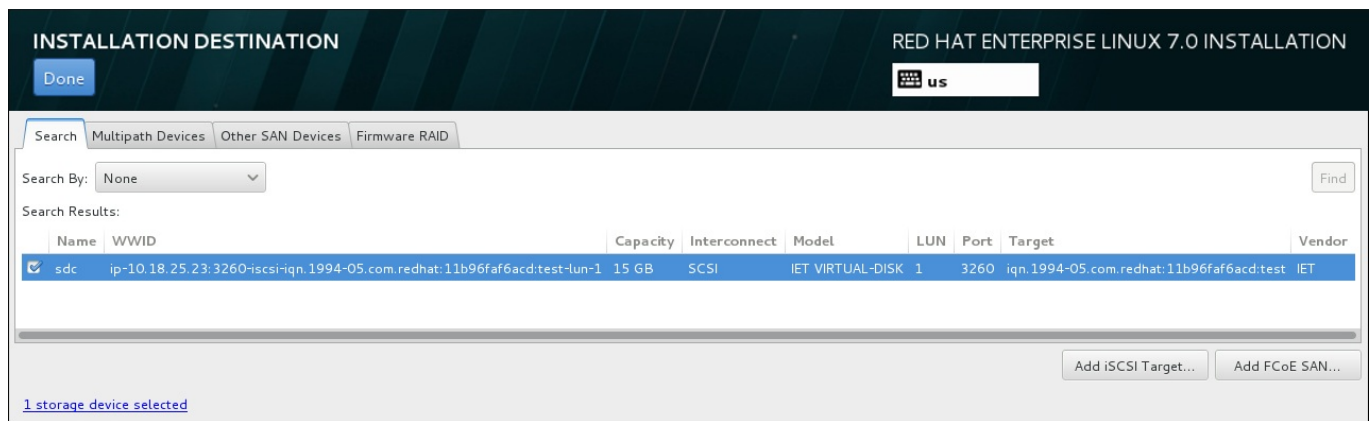 INSTALLATION DESTINATION
RED HAT ENTERPRISE LINUX 7.0 INSTALLATION
Done
us
Search Multipath Devices Other SAN Devices Firmware RAID
Search By: None Find
Search Results:
Name WWID Capacity Interconnect Model LUN Port Target Vendor
sdc ip-10.18.25.23:3260-iscsi-iqn.1994-05.com.redhat:11b96faf6acd:test-lun-1 15 GB SCSI IET VIRTUAL-DISK 1 3260 iqn.1994-05.com.redhat:11b96faf6acd:test IET
Add iSCSI Target... Add FCoE SAN...
1 storage device selected